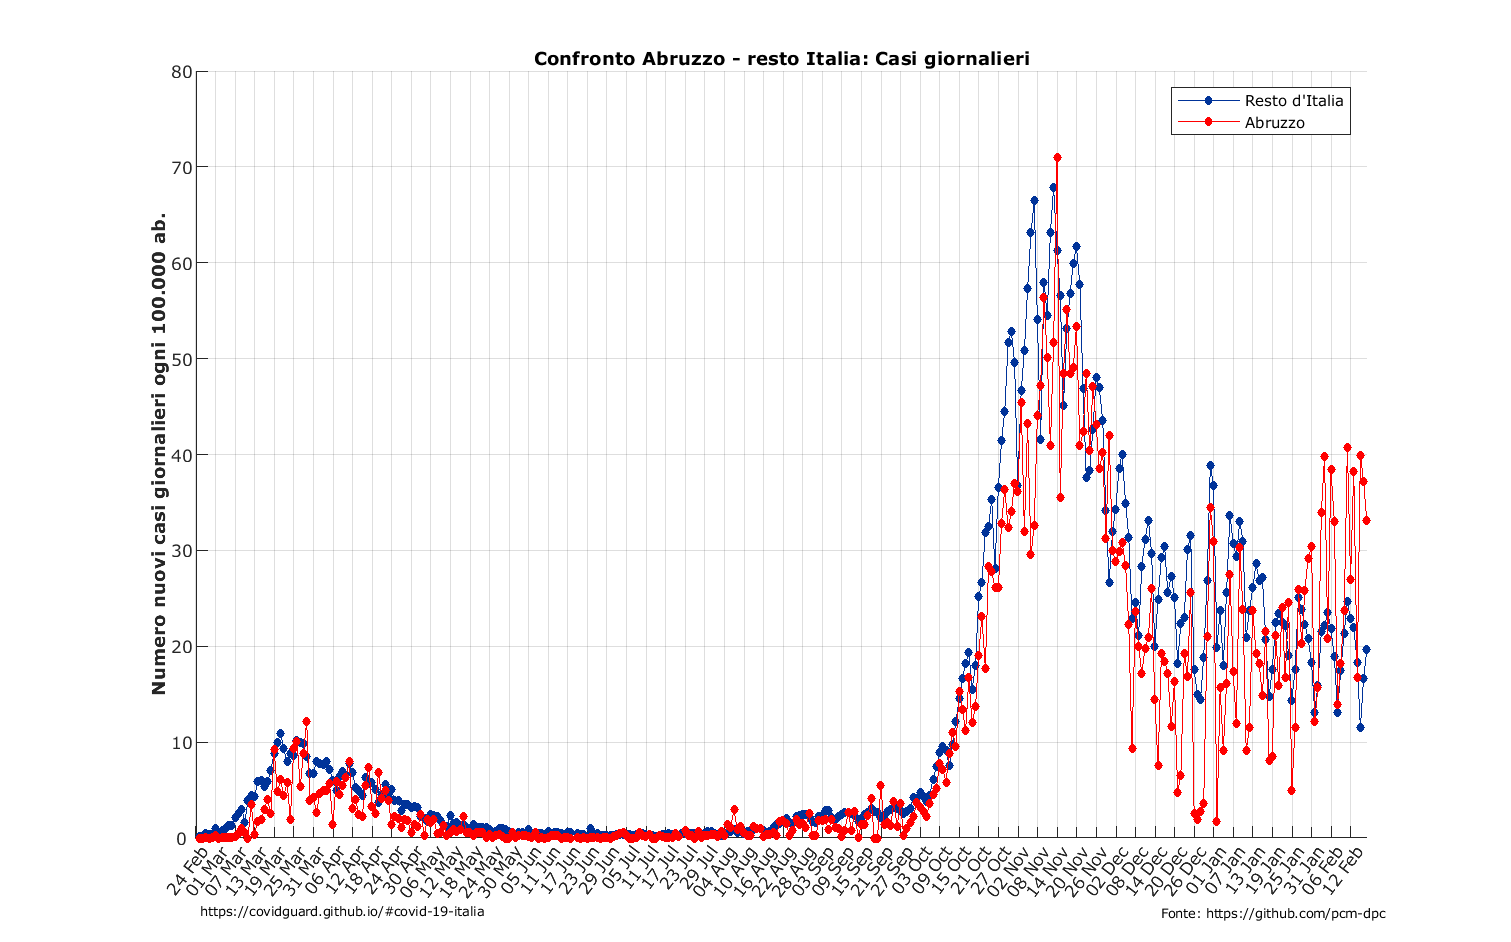 Confronto Abruzzo - resto Italia: Casi giornalieri
Numero nuovi casi giornalieri ogni 100.000 ab.
80
70
60
50
40
30
20
10
0
Resto d'Italia
Abruzzo
24 Feb
01 Mar
07 Mar
13 Mar
19 Mar
25 Mar
31 Mar
06 Apr
12 Apr
18 Apr
24 Apr
30 Apr
06 May
12 May
18 May
24 May
30 May
05 Jun
11 Jun
17 Jun
23 Jun
29 Jun
05 Jul
11 Jul
17 Jul
23 Jul
29 Jul
04 Aug
10 Aug
16 Aug
22 Aug
28 Aug
03 Sep
09 Sep
15 Sep
21 Sep
27 Sep
03 Oct
09 Oct
15 Oct
21 Oct
27 Oct
02 Nov
08 Nov
14 Nov
20 Nov
26 Nov
02 Dec
08 Dec
14 Dec
20 Dec
26 Dec
01 Jan
07 Jan
13 Jan
19 Jan
25 Jan
31 Jan
06 Feb
12 Feb
https://covidguard.github.io/#covid-19-italia
Fonte: https://github.com/pcm-dpc